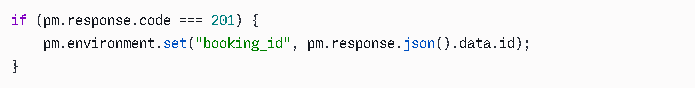 if (pm.response.code === 201) {
    pm.environment.set("booking_id", pm.response.json().data.id);
}